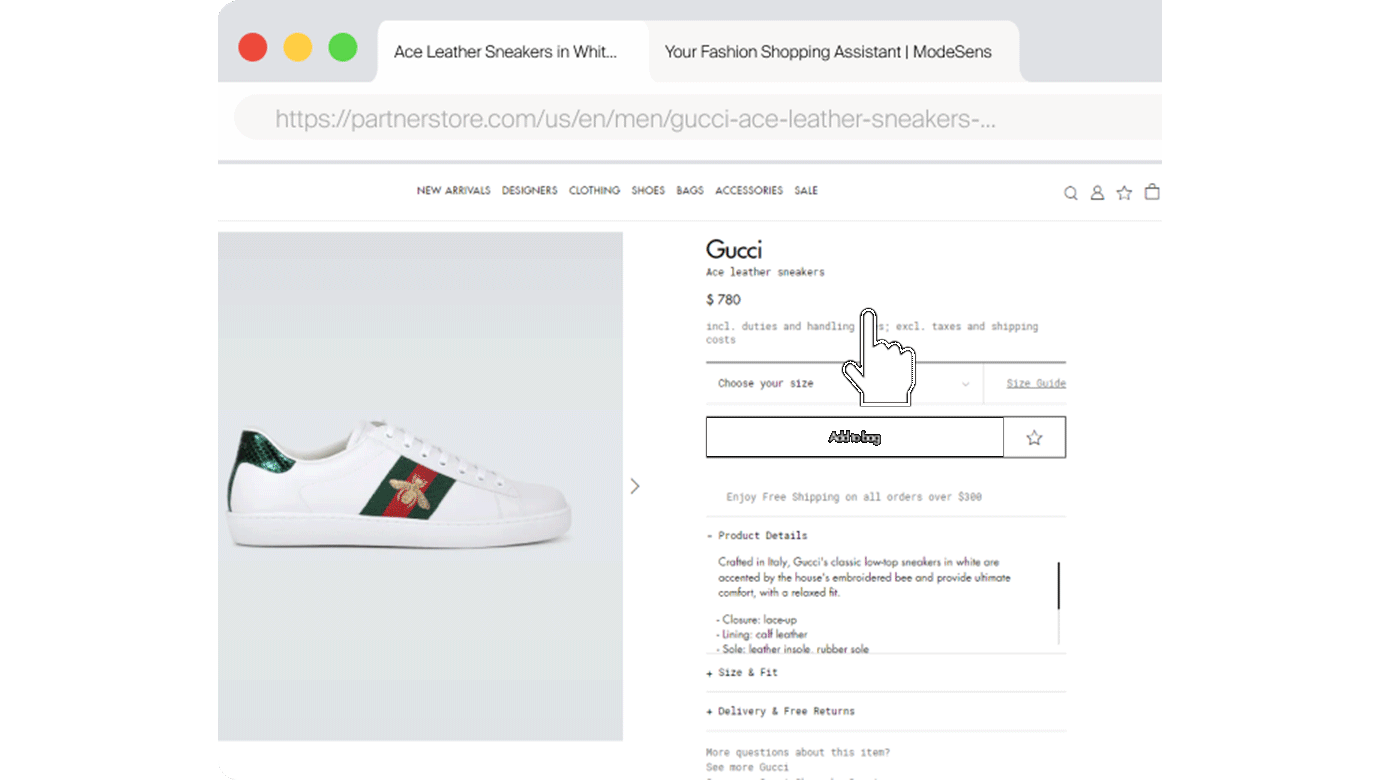 Ace Leather Sneakers in Whit...
Your Fashion Shopping Assistant | ModeSens
https://partnerstore.com/us/en/men/gucci-ace-leather-sneakers-...
NEW ARRIVALS DESIGNERS CLOTHING SHOES BAGS ACCESSORIES SALE
Gucci
Ace leather sneakers
$ 780
incl. duties and handling s; excl. taxes and shipping
costs
Choose your size
Size Guide
Add to bag
Enjoy Free Shipping on all orders over $300
- Product Details
Crafted in Italy, Gucci's classic low-top sneakers in white are
accented by the house's embroidered bee and provide ultimate
comfort, with a relaxed fit.
- Closure: lace-up
- Lining: calf leather
- Sole: leather insole, rubber sole
+ Size & Fit
+ Delivery & Free Returns
More questions about this item?
See more Gucci